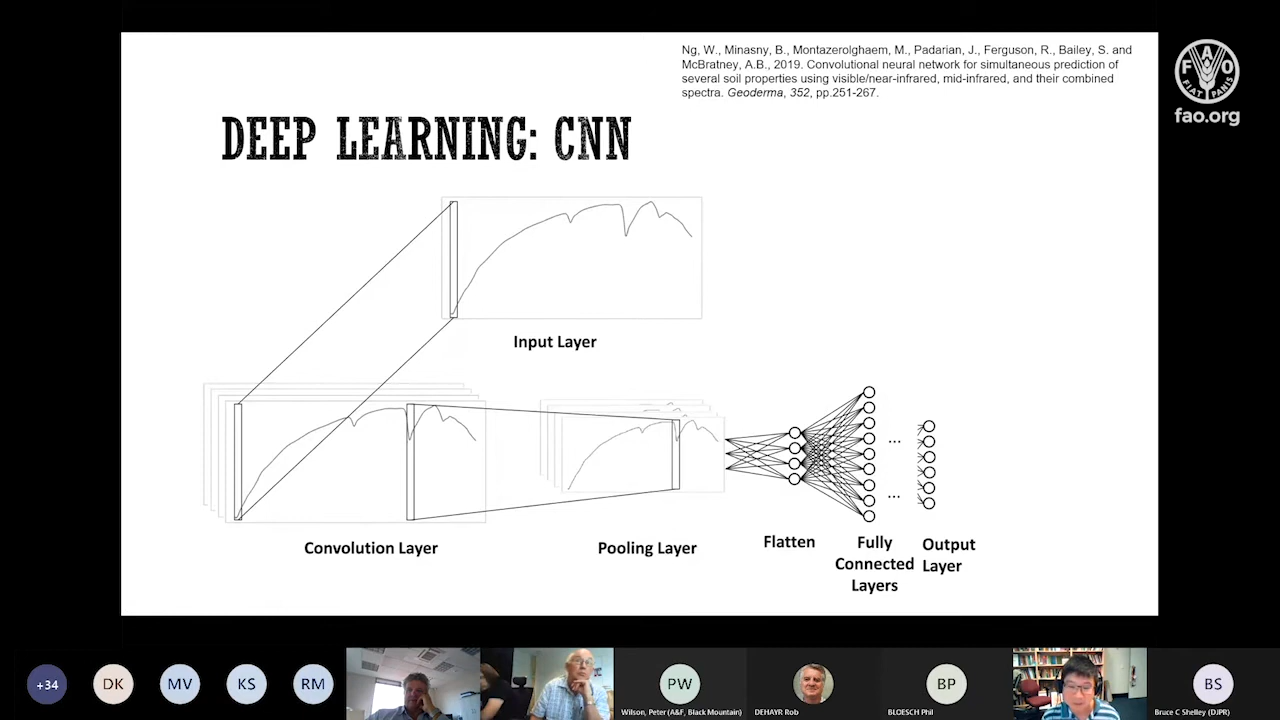 Ng, W., Minasny, B., Montazerolghaem, M., Padarian, J., Ferguson, R., Bailey, S. and
McBratney, A.B., 2019. Convolutional neural network for simultaneous prediction of
several soil properties using visible/near-infrared, mid-infrared, and their combined
spectra. Geoderma, 352, pp.251-267.
FAO
FIAT PANIS
fao.org
DEEP LEARNING: CNN
Input Layer
...
...
Convolution Layer
Pooling Layer
Flatten
Fully
Connected
Layers
Output
Layer
+34
DK
MV
KS
RM
PW
Wilson, Peter (A&F, Black Mountain)
DEHAYR Rob
BP
BLOESCH Phil
BS
Bruce C Shelley (DJPR)